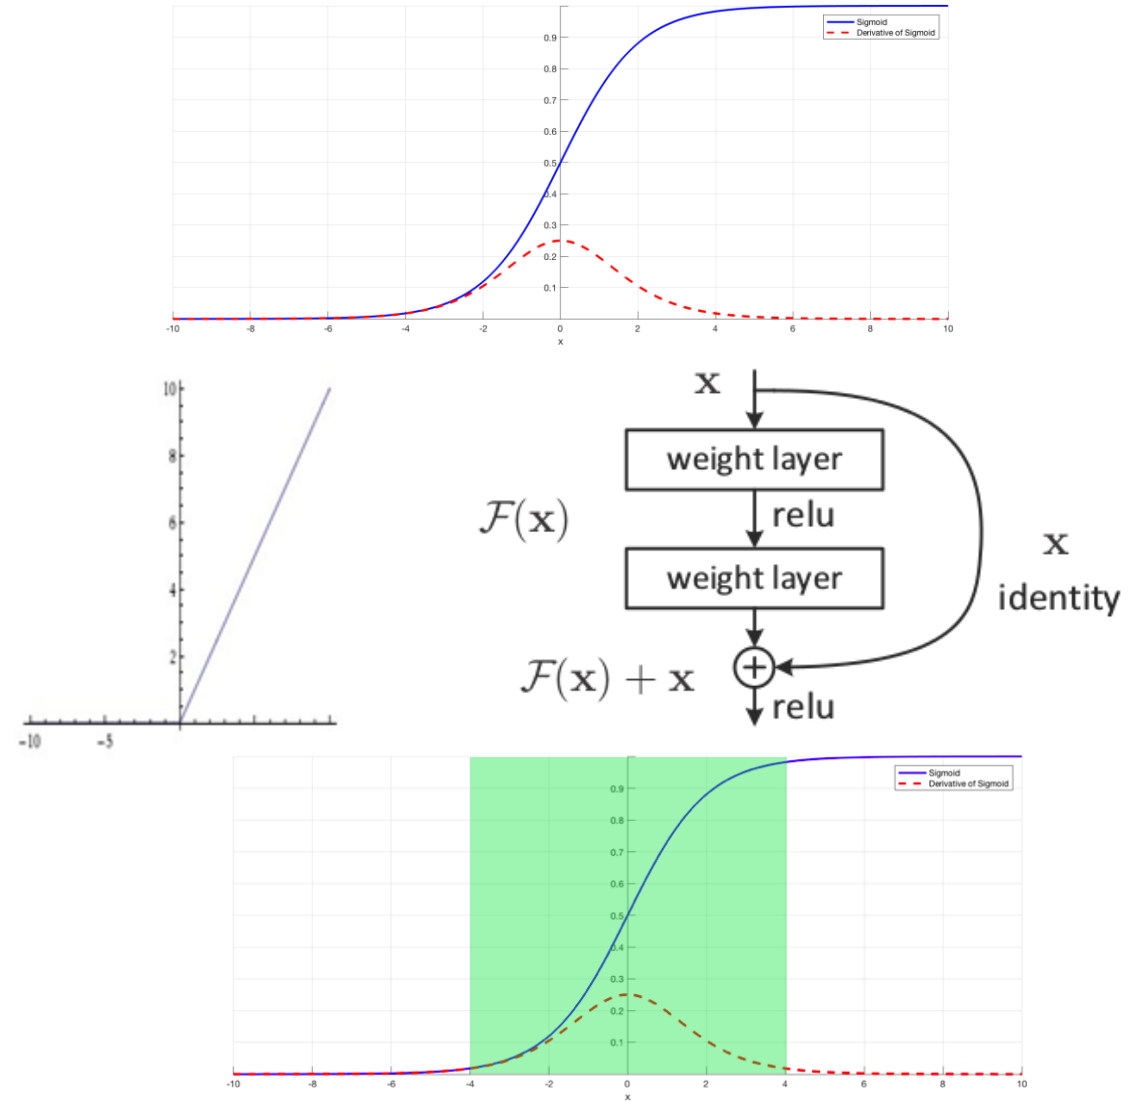 Sigmoid
Derivative of Sigmoid
0.9
0.8
0.7
0.6
0.5
0.4
0.3
0.2
0.1
-10 -8 -6 -4 -2 0 2 4 6 8 10
x
10
8
6
4
2
-10 -5
x
weight layer
relu
F(x)
weight layer
x
identity
F(x) + x
+
relu
Sigmoid
Derivative of Sigmoid
0.9
0.8
0.7
0.6
0.5
0.4
0.3
0.2
0.1
-10 -8 -6 -4 -2 0 2 4 6 8 10
x